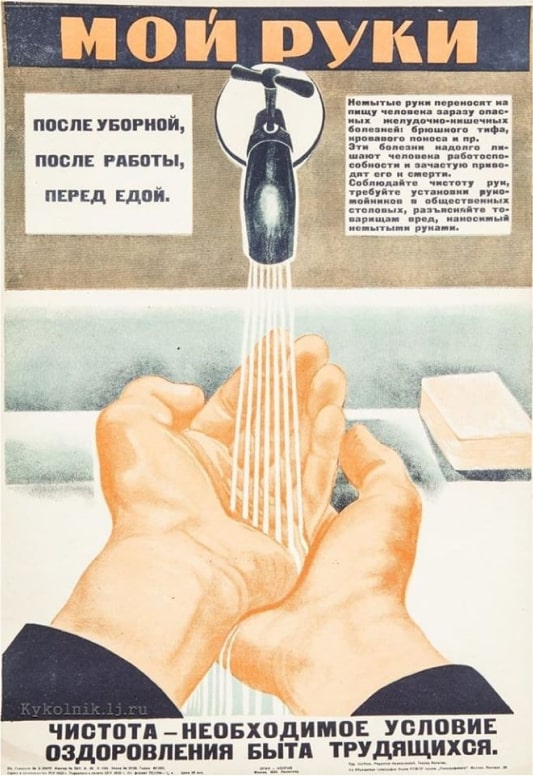 МОЙ РУКИ
ПОСЛЕ УБОРНОЙ,
ПОСЛЕ РАБОТЫ,
ПЕРЕД ЕДОЙ.
Немытые руки переносят на
пищу человека заразу опас-
ных желудочно-кишечных
болезней: брюшного тифа,
кровавого поноса и пр.
Эти болезни надолго ли-
шают человека работоспо-
собности и зачастую приво-
дят его к смерти.
Соблюдайте чистоту рук,
требуйте установки руко-
мойников в общественных
столовых, разъясняйте то-
варищам вред, наносимый
немытыми руками.
Kykolnik.lj.ru
ЧИСТОТА – НЕОБХОДИМОЕ УСЛОВИЕ
ОЗДОРОВЛЕНИЯ БЫТА ТРУДЯЩИХСЯ.